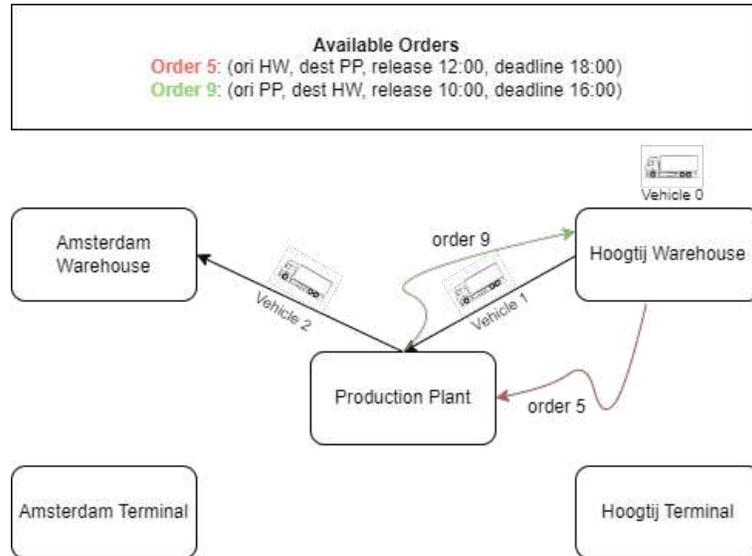 Available Orders
Order 5: (ori HW, dest PP, release 12:00, deadline 18:00)
Order 9: (ori PP, dest HW, release 10:00, deadline 16:00)
Vehicle 0
Amsterdam
Warehouse
order 9
Hoogtij Warehouse
Vehicle 2
Vehicle 1
Production Plant
order 5
Amsterdam Terminal
Hoogtij Terminal